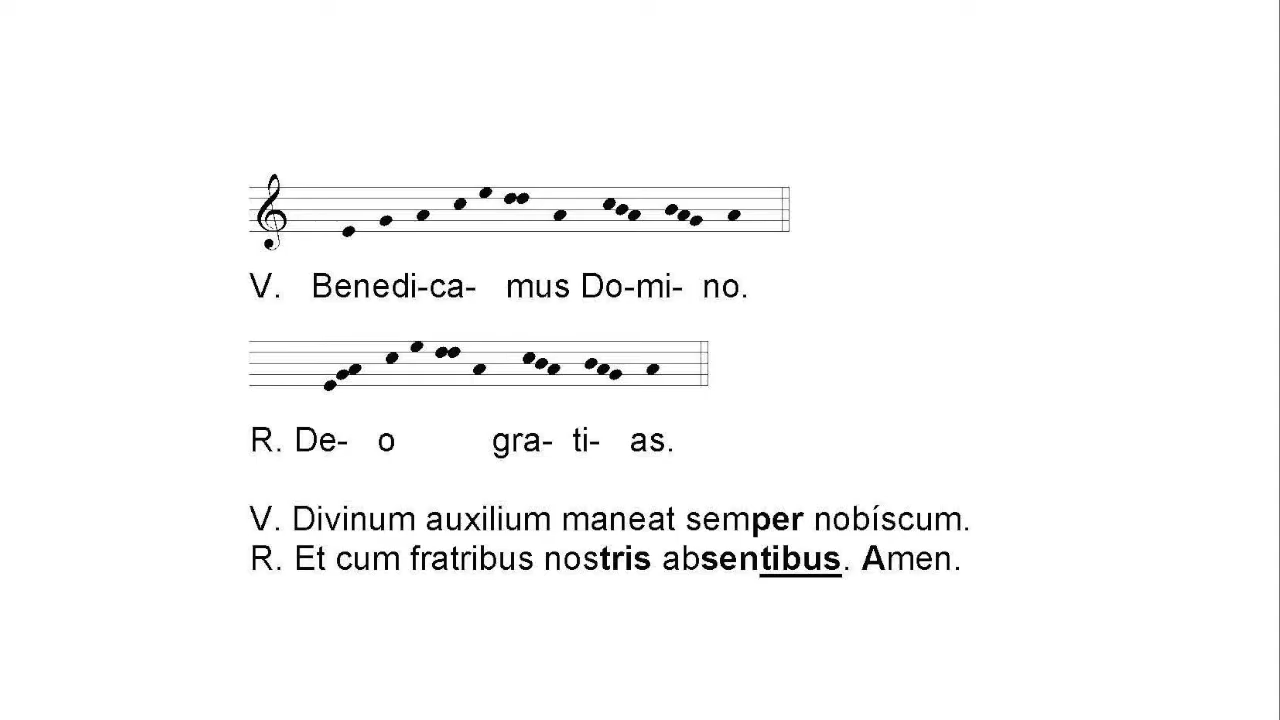 V. Benedi-ca- mus Do-mi- no.
R. De- o gra- ti- as.
V. Divinum auxilium maneat semper nobíscum.
R. Et cum fratribus nostris absentibus. Amen.